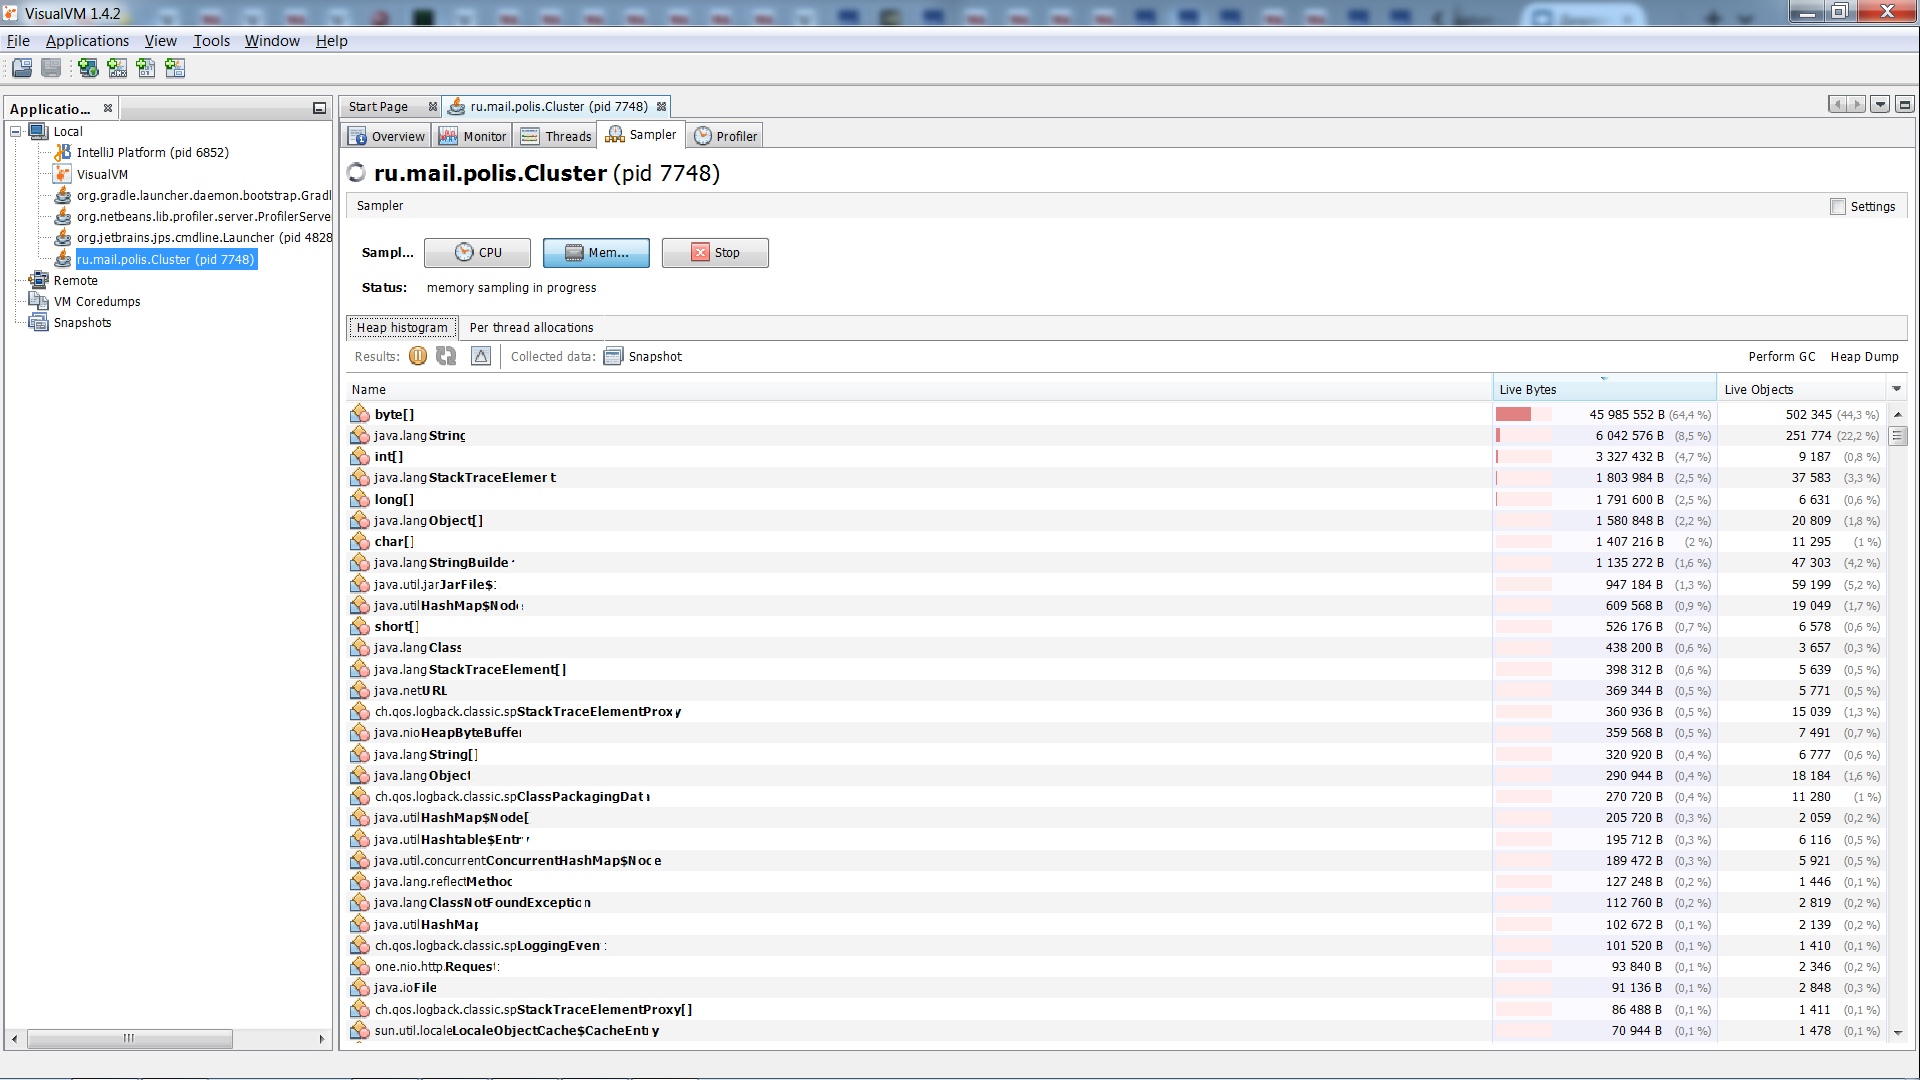 VisualVM 1.4.2
File Applications View Tools Window Help
Applicatio...
Local
IntelliJ Platform (pid 6852)
VisualVM
org.gradle.launcher.daemon.bootstrap.Gradl
org.netbeans.lib.profiler.server.ProfilerServe
org.jetbrains.jps.cmdline.Launcher (pid 4828
ru.mail.polis.Cluster (pid 7748)
Remote
VM Coredumps
Snapshots
Start Page ru.mail.polis.Cluster (pid 7748)
Overview Monitor Threads Sampler Profiler
ru.mail.polis.Cluster (pid 7748)
Sampler Settings
Sampl... CPU Mem... Stop
Status: memory sampling in progress
Heap histogram Per thread allocations
Results: Collected data: Snapshot Perform GC Heap Dump
Name Live Bytes Live Objects
byte[] 45 985 552 B (64,4 %) 502 345 (44,3 %)
java.lang.String 6 042 576 B (8,5 %) 251 774 (22,2 %)
int[] 3 327 432 B (4,7 %) 9 187 (0,8 %)
java.lang.StackTraceElement 1 803 984 B (2,5 %) 37 583 (3,3 %)
long[] 1 791 600 B (2,5 %) 6 631 (0,6 %)
java.lang.Object[] 1 580 848 B (2,2 %) 20 809 (1,8 %)
char[] 1 407 216 B (2 %) 11 295 (1 %)
java.lang.StringBuilder 1 135 272 B (1,6 %) 47 303 (4,2 %)
java.util.jar.JarFile$ 947 184 B (1,3 %) 59 199 (5,2 %)
java.util.HashMap$Node 609 568 B (0,9 %) 19 049 (1,7 %)
short[] 526 176 B (0,7 %) 6 578 (0,6 %)
java.lang.Class 438 200 B (0,6 %) 3 657 (0,3 %)
java.lang.StackTraceElement[] 398 312 B (0,6 %) 5 639 (0,5 %)
java.net.URL 369 344 B (0,5 %) 5 771 (0,5 %)
ch.qos.logback.classic.sp StackTraceElementProxy 360 936 B (0,5 %) 15 039 (1,3 %)
java.nio.HeapByteBuffer 359 568 B (0,5 %) 7 491 (0,7 %)
java.lang.String[] 320 920 B (0,4 %) 6 777 (0,6 %)
java.lang.Object 290 944 B (0,4 %) 18 184 (1,6 %)
ch.qos.logback.classic.sp ClassPackagingData 270 720 B (0,4 %) 11 280 (1 %)
java.util.HashMap$Node[ 205 720 B (0,3 %) 2 059 (0,2 %)
java.util.Hashtable$Entry 195 712 B (0,3 %) 6 116 (0,5 %)
java.util.concurrent.ConcurrentHashMap$Node 189 472 B (0,3 %) 5 921 (0,5 %)
java.lang.reflect.Method 127 248 B (0,2 %) 1 446 (0,1 %)
java.lang.ClassNotFoundException 112 760 B (0,2 %) 2 819 (0,2 %)
java.util.HashMap 102 672 B (0,1 %) 2 139 (0,2 %)
ch.qos.logback.classic.sp LoggingEvent 101 520 B (0,1 %) 1 410 (0,1 %)
one.nio.http.Request 93 840 B (0,1 %) 2 346 (0,2 %)
java.io.File 91 136 B (0,1 %) 2 848 (0,3 %)
ch.qos.logback.classic.sp StackTraceElementProxy[] 86 488 B (0,1 %) 1 411 (0,1 %)
sun.util.locale.LocaleObjectCache$CacheEntry 70 944 B (0,1 %) 1 478 (0,1 %)